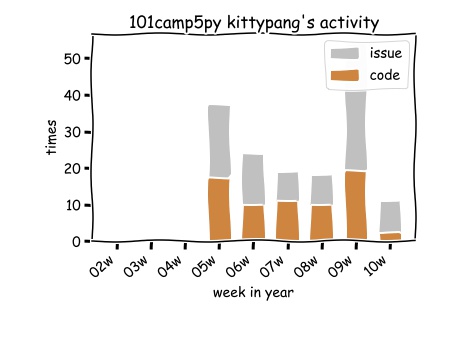 101camp5py kittypang's activity
issue
code
50
40
30
20
10
0
times
02w 03w 04w 05w 06w 07w 08w 09w 10w
week in year